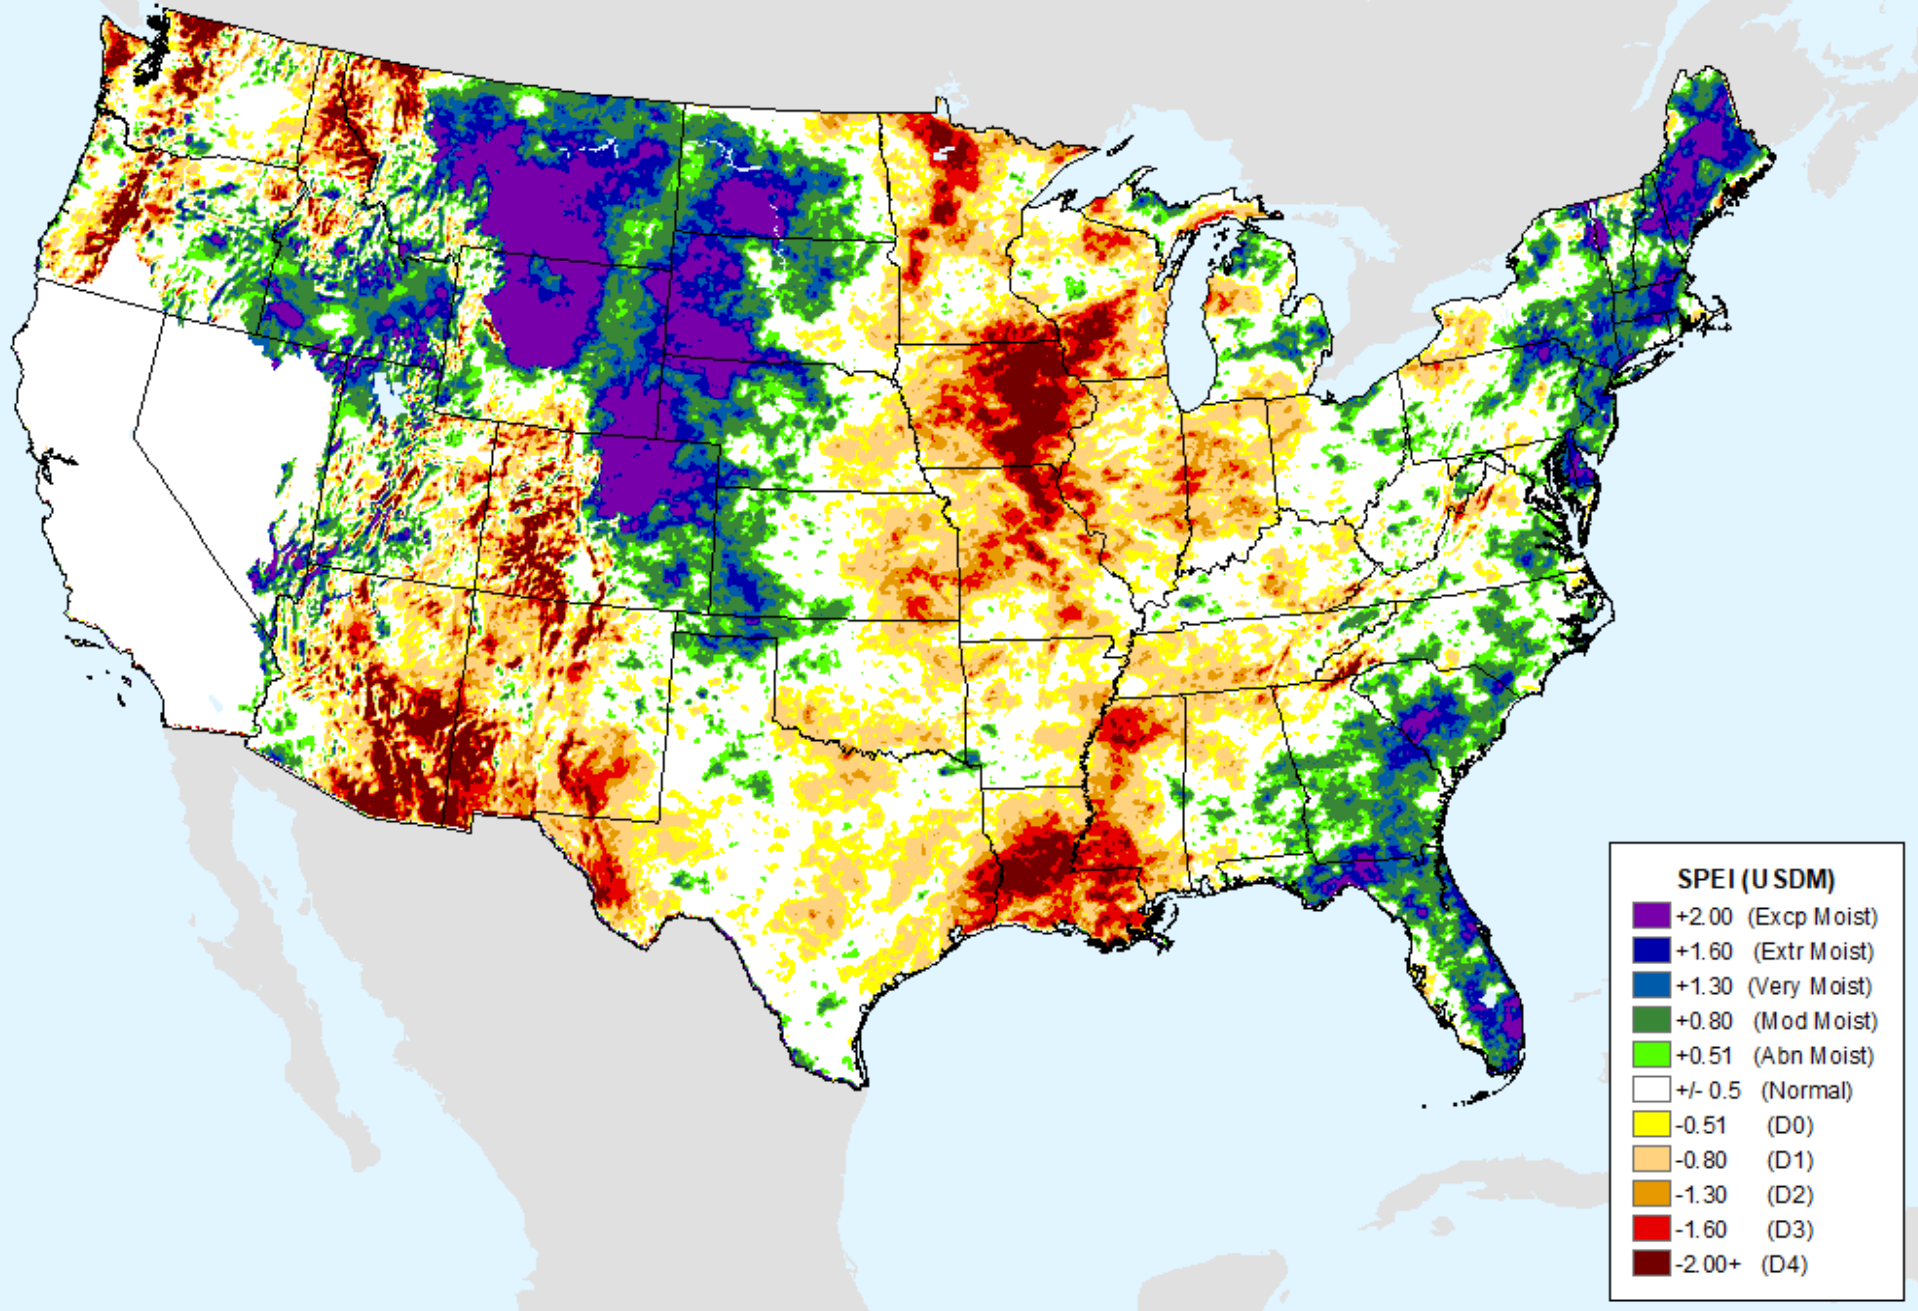 SPEI (USDM)
+2.00 (Excp Moist)
+1.60 (Extr Moist)
+1.30 (Very Moist)
+0.80 (Mod Moist)
+0.51 (Abn Moist)
+/- 0.5 (Normal)
-0.51 (D0)
-0.80 (D1)
-1.30 (D2)
-1.60 (D3)
-2.00+ (D4)